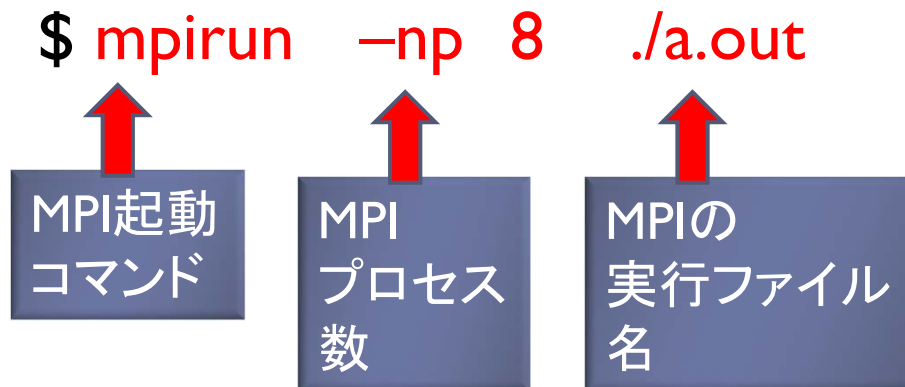 $ mpirun –np 8 ./a.out
MPI起動
コマンド
MPI
プロセス
数
MPIの
実行ファイル
名